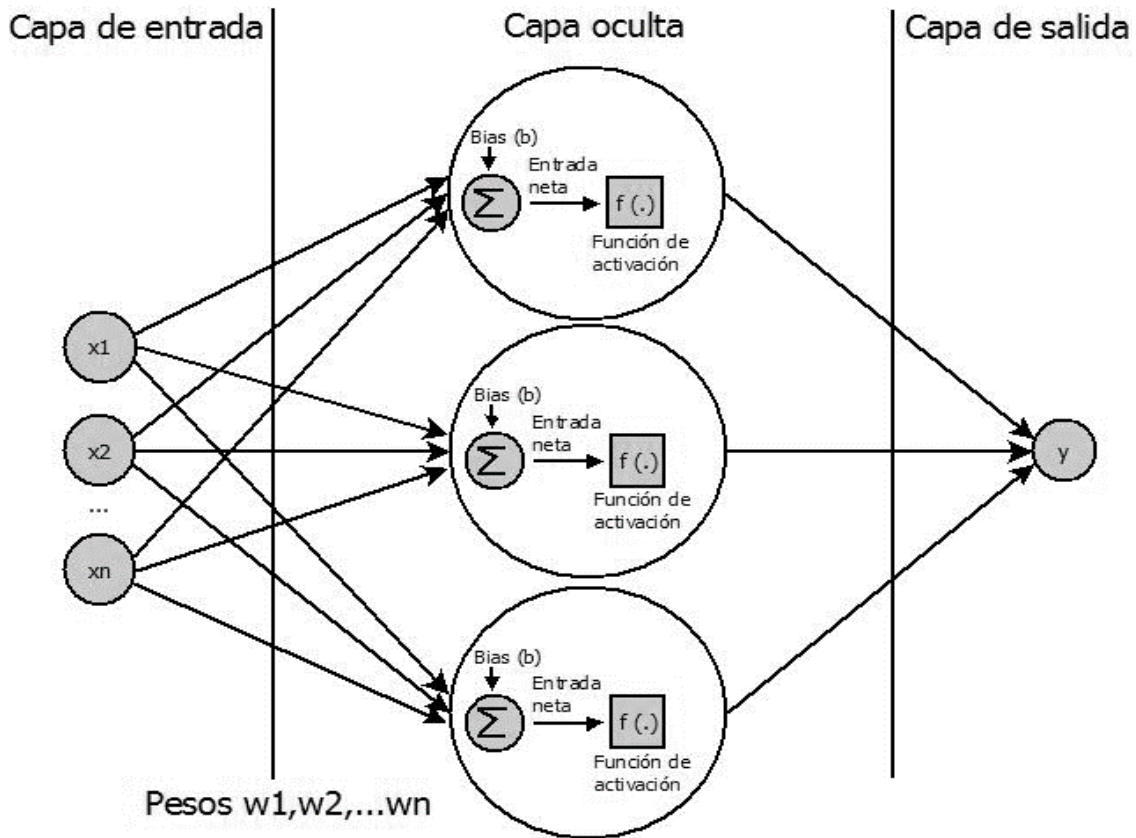 Capa de entrada
Capa oculta
Capa de salida
Bias (b)
Entrada
neta
Σ
f (.)
Función de
activación
x1
x2
...
xn
Bias (b)
Entrada
neta
Σ
f (.)
Función de
activación
y
Bias (b)
Entrada
neta
Σ
f (.)
Función de
activación
Pesos w1,w2,...wn